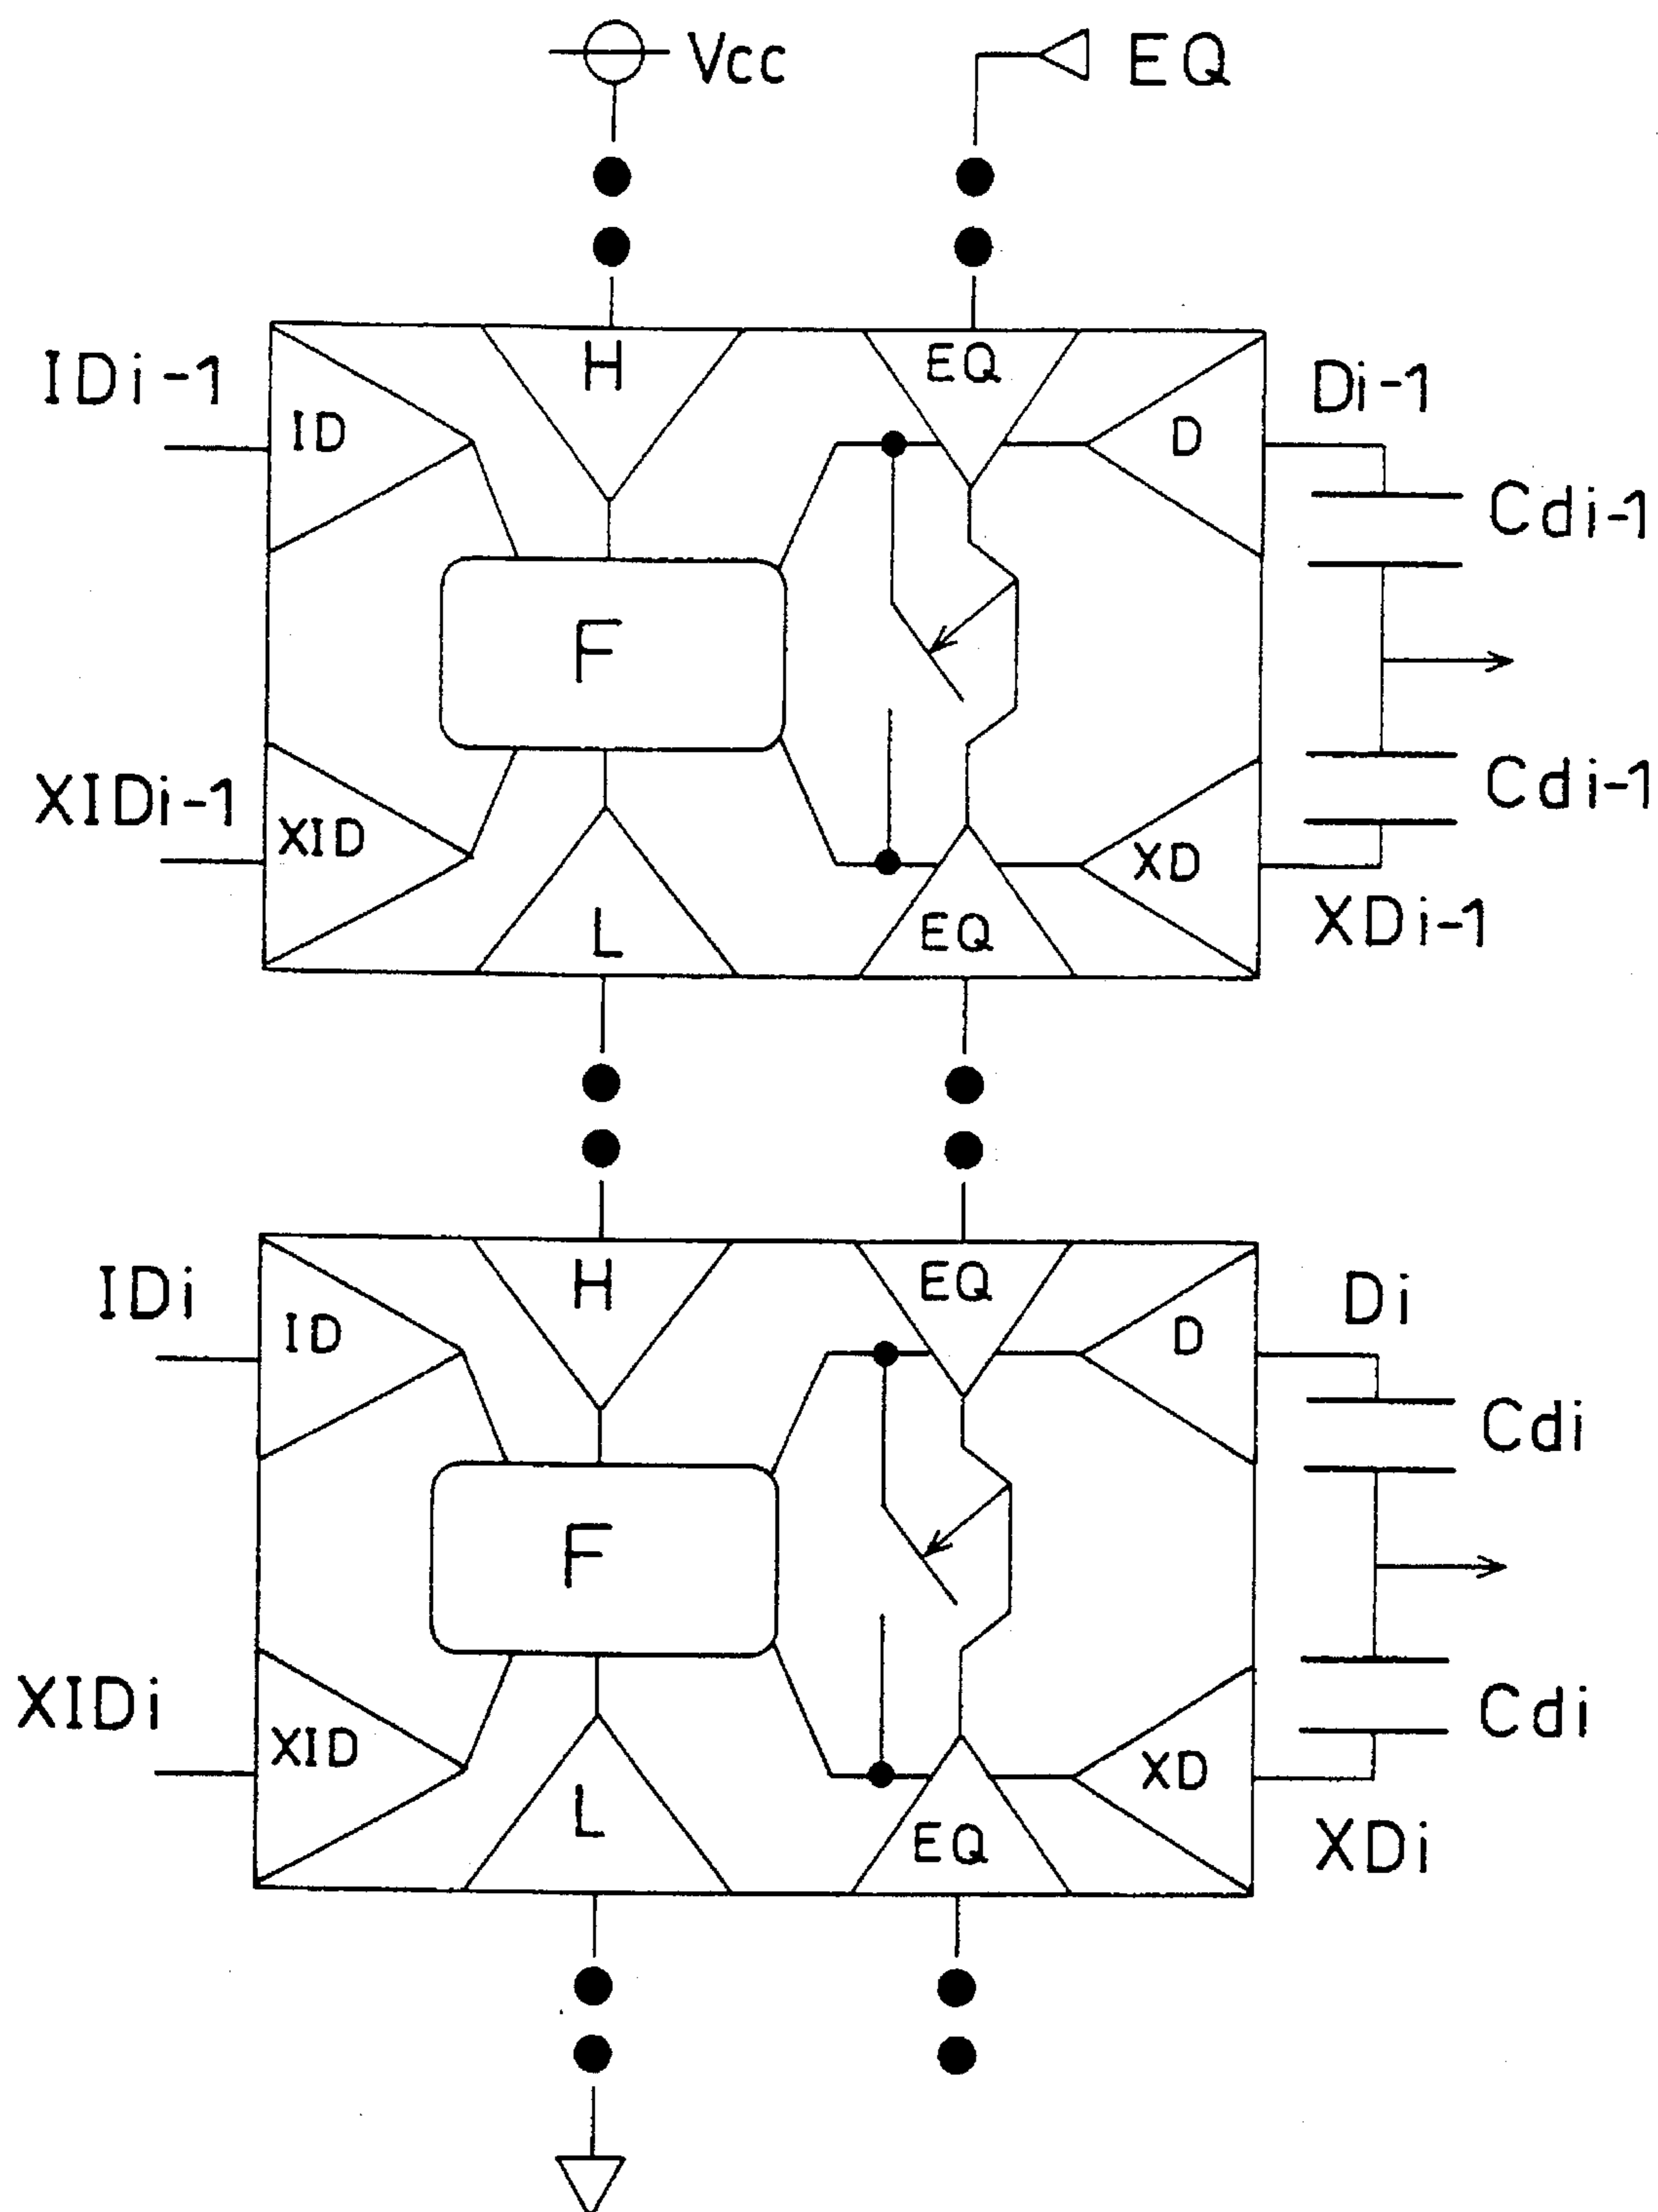 Vcc
EQ
IDi-1
H
EQ
Di-1
ID
D
Cdi-1
F
XIDi-1
Cdi-1
XID
XD
L
EQ
XDi-1
IDi
H
EQ
Di
ID
D
Cdi
F
XIDi
Cdi
XID
XD
L
EQ
XDi